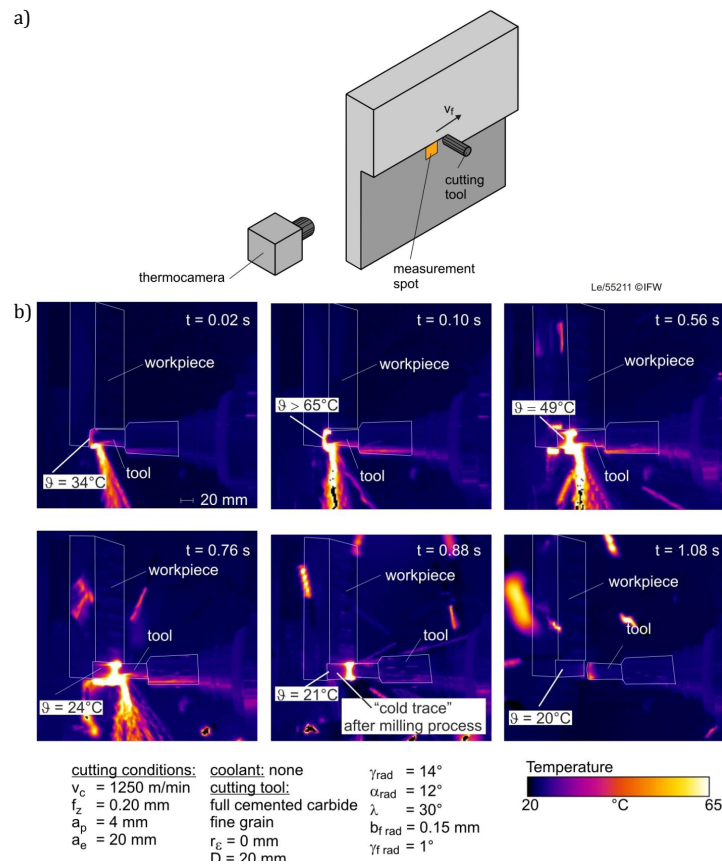 a)
v_f
cutting
tool
thermocamera
measurement
spot
Le/55211 ©IFW
b)
t = 0.02 s
workpiece
tool
ϑ = 34°C
20 mm
t = 0.10 s
workpiece
ϑ > 65°C
tool
t = 0.56 s
workpiece
ϑ = 49°C
tool
t = 0.76 s
workpiece
tool
ϑ = 24°C
t = 0.88 s
workpiece
tool
ϑ = 21°C
“cold trace”
after milling process
t = 1.08 s
workpiece
tool
ϑ = 20°C
cutting conditions:
v_c = 1250 m/min
f_z = 0.20 mm
a_p = 4 mm
a_e = 20 mm
coolant: none
cutting tool:
full cemented carbide
fine grain
r_ε = 0 mm
D = 20 mm
γ_rad = 14°
α_rad = 12°
λ = 30°
b_f rad = 0.15 mm
γ_f rad = 1°
Temperature
20 °C 65